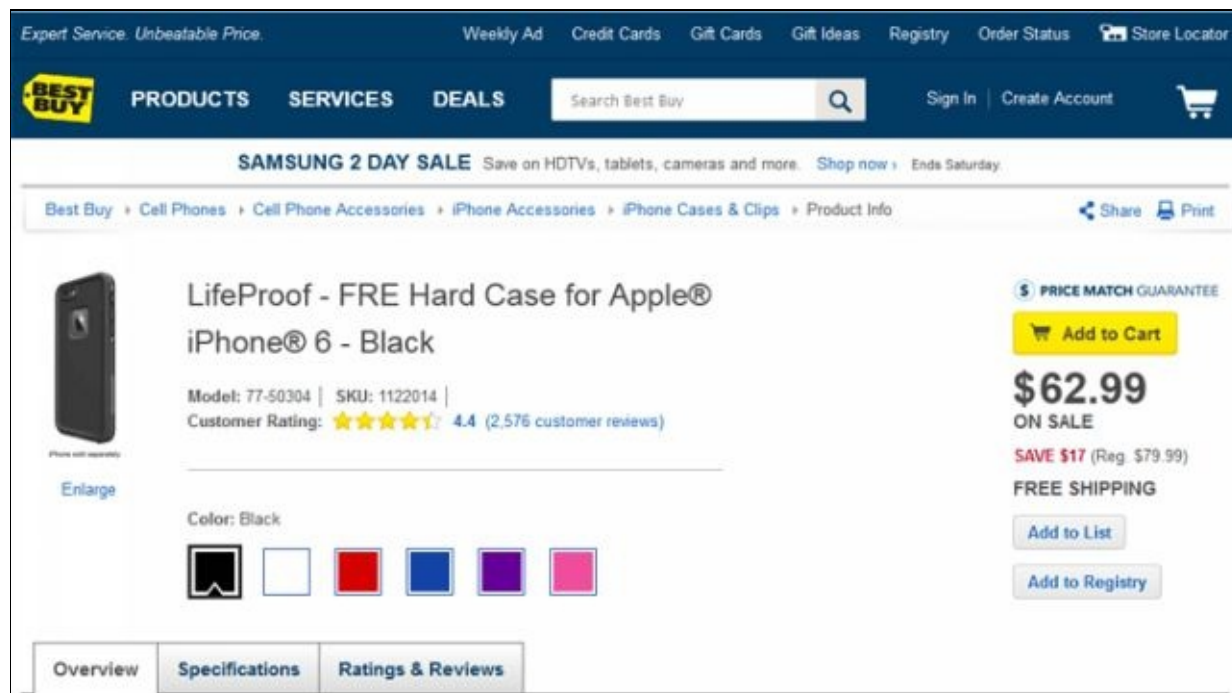 Expert Service. Unbeatable Price.
Weekly Ad Credit Cards Gift Cards Gift Ideas Registry Order Status Store Locator
BEST BUY
PRODUCTS SERVICES DEALS Search Best Buy Sign In | Create Account
SAMSUNG 2 DAY SALE Save on HDTVs, tablets, cameras and more. Shop now › Ends Saturday.
Best Buy › Cell Phones › Cell Phone Accessories › iPhone Accessories › iPhone Cases & Clips › Product Info Share Print
LifeProof - FRE Hard Case for Apple®
iPhone® 6 - Black
Model: 77-50304 | SKU: 1122014 |
Customer Rating: 4.4 (2,576 customer reviews)
iPhone sold separately
Enlarge
Color: Black
$ PRICE MATCH GUARANTEE
Add to Cart
$62.99
ON SALE
SAVE $17 (Reg. $79.99)
FREE SHIPPING
Add to List
Add to Registry
Overview Specifications Ratings & Reviews